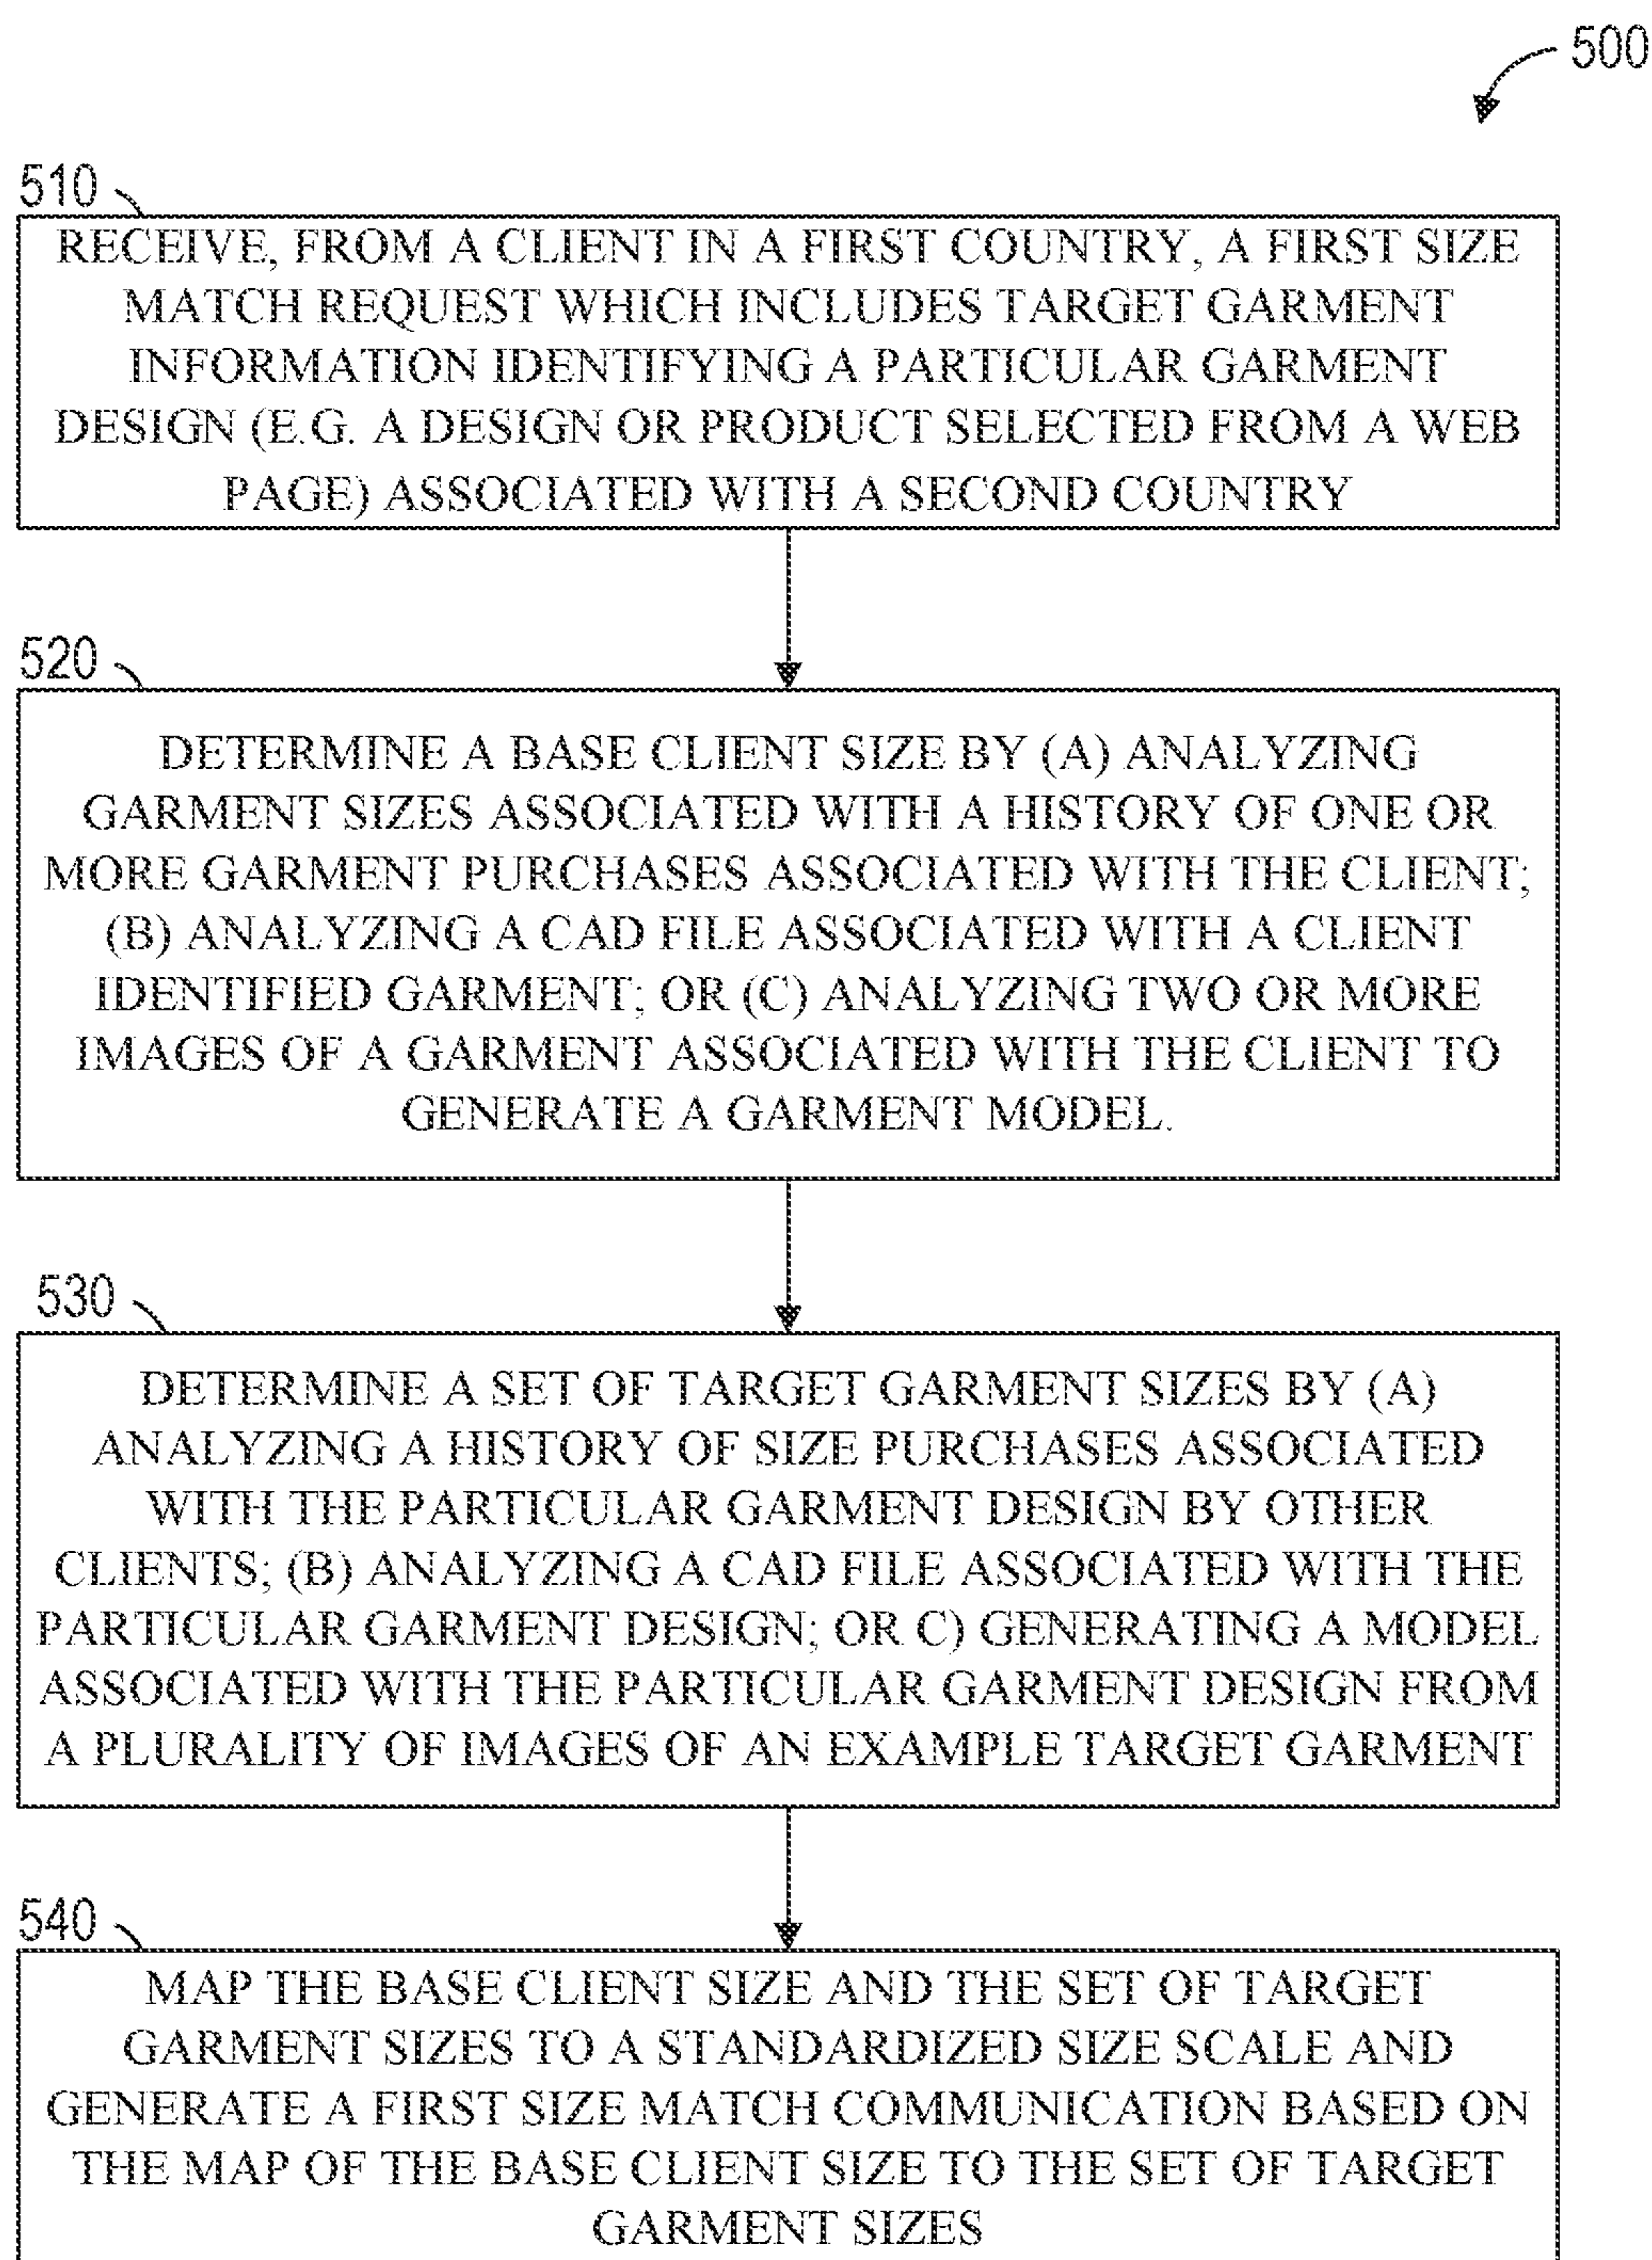 500
510
RECEIVE, FROM A CLIENT IN A FIRST COUNTRY, A FIRST SIZE
MATCH REQUEST WHICH INCLUDES TARGET GARMENT
INFORMATION IDENTIFYING A PARTICULAR GARMENT
DESIGN (E.G. A DESIGN OR PRODUCT SELECTED FROM A WEB
PAGE) ASSOCIATED WITH A SECOND COUNTRY
520
DETERMINE A BASE CLIENT SIZE BY (A) ANALYZING
GARMENT SIZES ASSOCIATED WITH A HISTORY OF ONE OR
MORE GARMENT PURCHASES ASSOCIATED WITH THE CLIENT;
(B) ANALYZING A CAD FILE ASSOCIATED WITH A CLIENT
IDENTIFIED GARMENT; OR (C) ANALYZING TWO OR MORE
IMAGES OF A GARMENT ASSOCIATED WITH THE CLIENT TO
GENERATE A GARMENT MODEL.
530
DETERMINE A SET OF TARGET GARMENT SIZES BY (A)
ANALYZING A HISTORY OF SIZE PURCHASES ASSOCIATED
WITH THE PARTICULAR GARMENT DESIGN BY OTHER
CLIENTS; (B) ANALYZING A CAD FILE ASSOCIATED WITH THE
PARTICULAR GARMENT DESIGN; OR C) GENERATING A MODEL
ASSOCIATED WITH THE PARTICULAR GARMENT DESIGN FROM
A PLURALITY OF IMAGES OF AN EXAMPLE TARGET GARMENT
540
MAP THE BASE CLIENT SIZE AND THE SET OF TARGET
GARMENT SIZES TO A STANDARDIZED SIZE SCALE AND
GENERATE A FIRST SIZE MATCH COMMUNICATION BASED ON
THE MAP OF THE BASE CLIENT SIZE TO THE SET OF TARGET
GARMENT SIZES